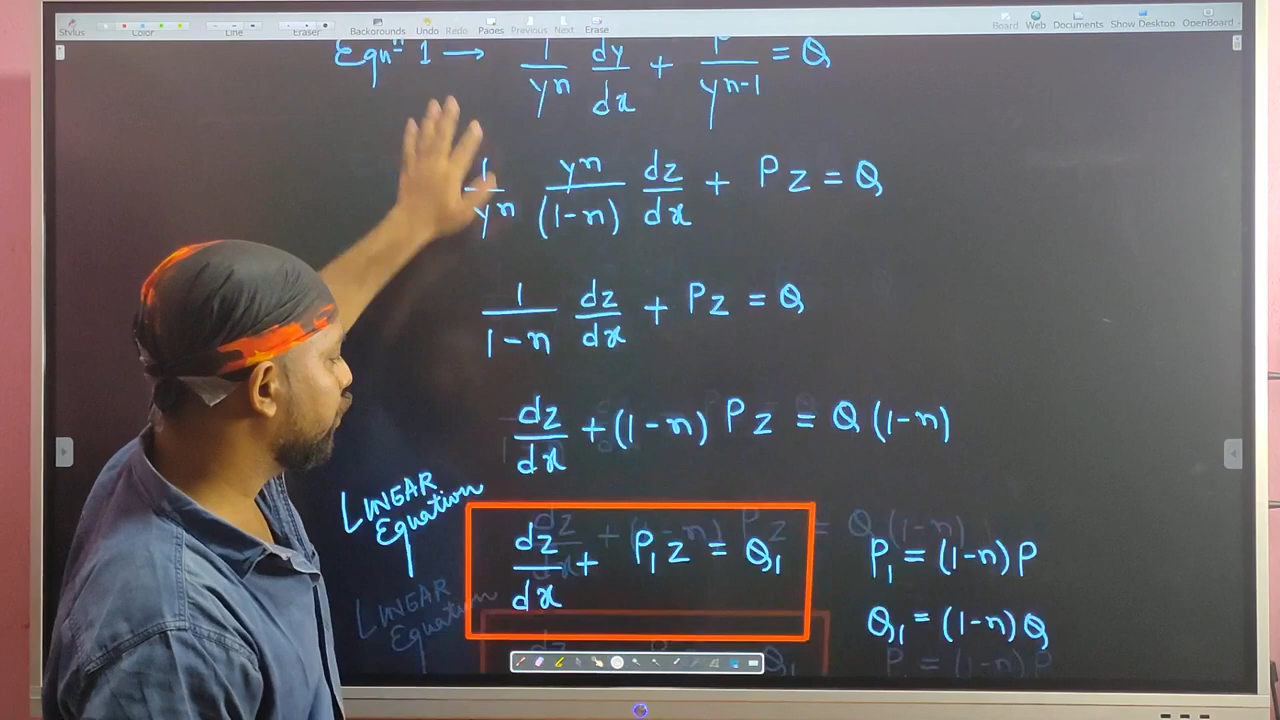 Stylus Color Line Eraser Backgrounds Undo Redo Pages Previous Next Erase Board Web Documents Show Desktop OpenBoard
Eqnⁿ 1 → 1/yⁿ dy/dx + P/yⁿ⁻¹ = Q
1/yⁿ yⁿ/(1-n) dz/dx + Pz = Q
1/1-n dz/dx + Pz = Q
dz/dx + (1-n) Pz = Q (1-n)
LINEAR
Equation
dz/dx + P₁z = Q₁
P₁ = (1-n)P
Q₁ = (1-n)Q